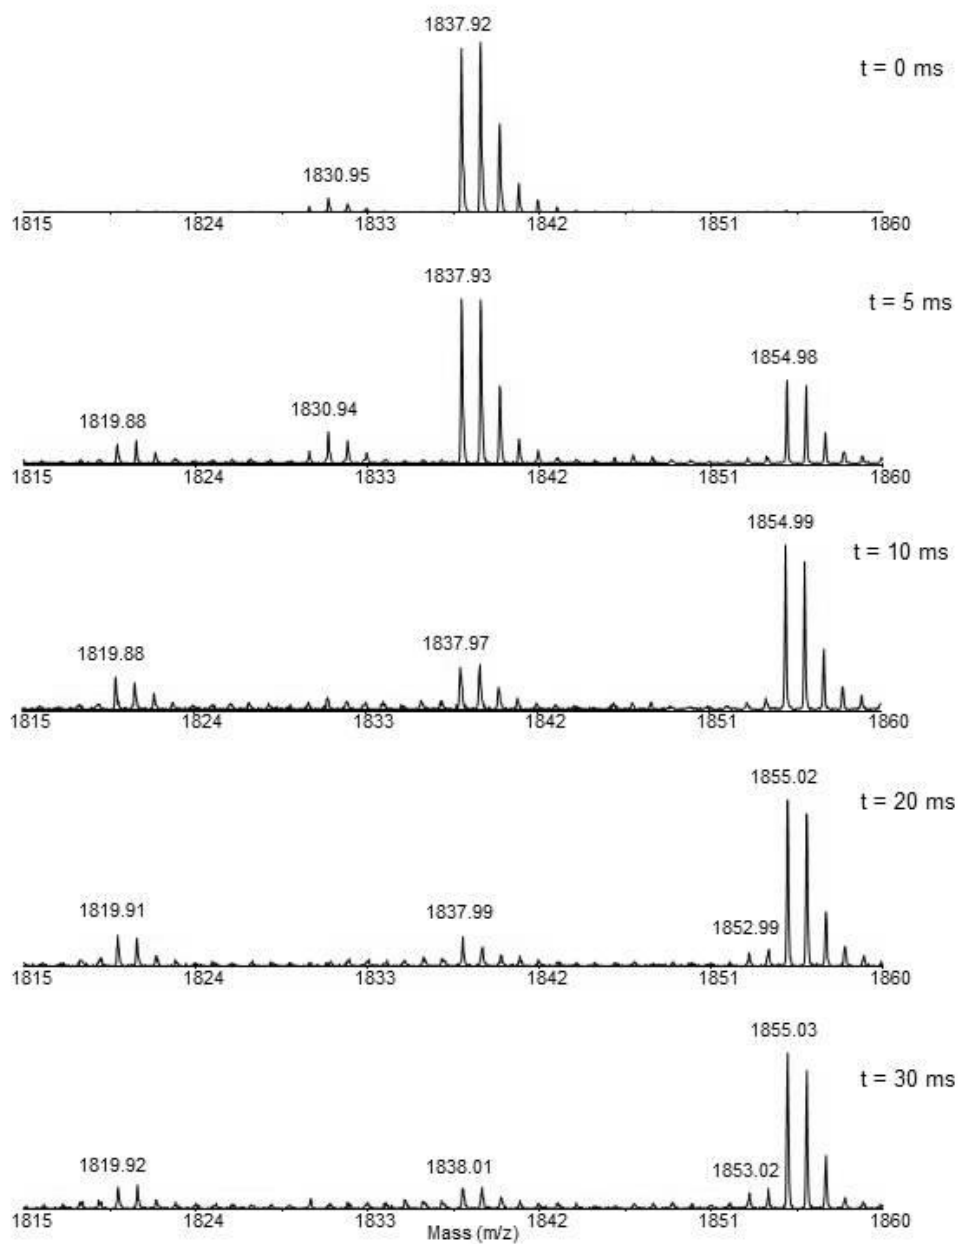 1837.92
t = 0 ms
1830.95
1815 1824 1833 1842 1851 1860
1837.93
t = 5 ms
1854.98
1819.88 1830.94
1815 1824 1833 1842 1851 1860
1854.99
t = 10 ms
1819.88 1837.97
1815 1824 1833 1842 1851 1860
1855.02
t = 20 ms
1819.91 1837.99 1852.99
1815 1824 1833 1842 1851 1860
1855.03
t = 30 ms
1819.92 1838.01 1853.02
1815 1824 1833 1842 1851 1860
Mass (m/z)